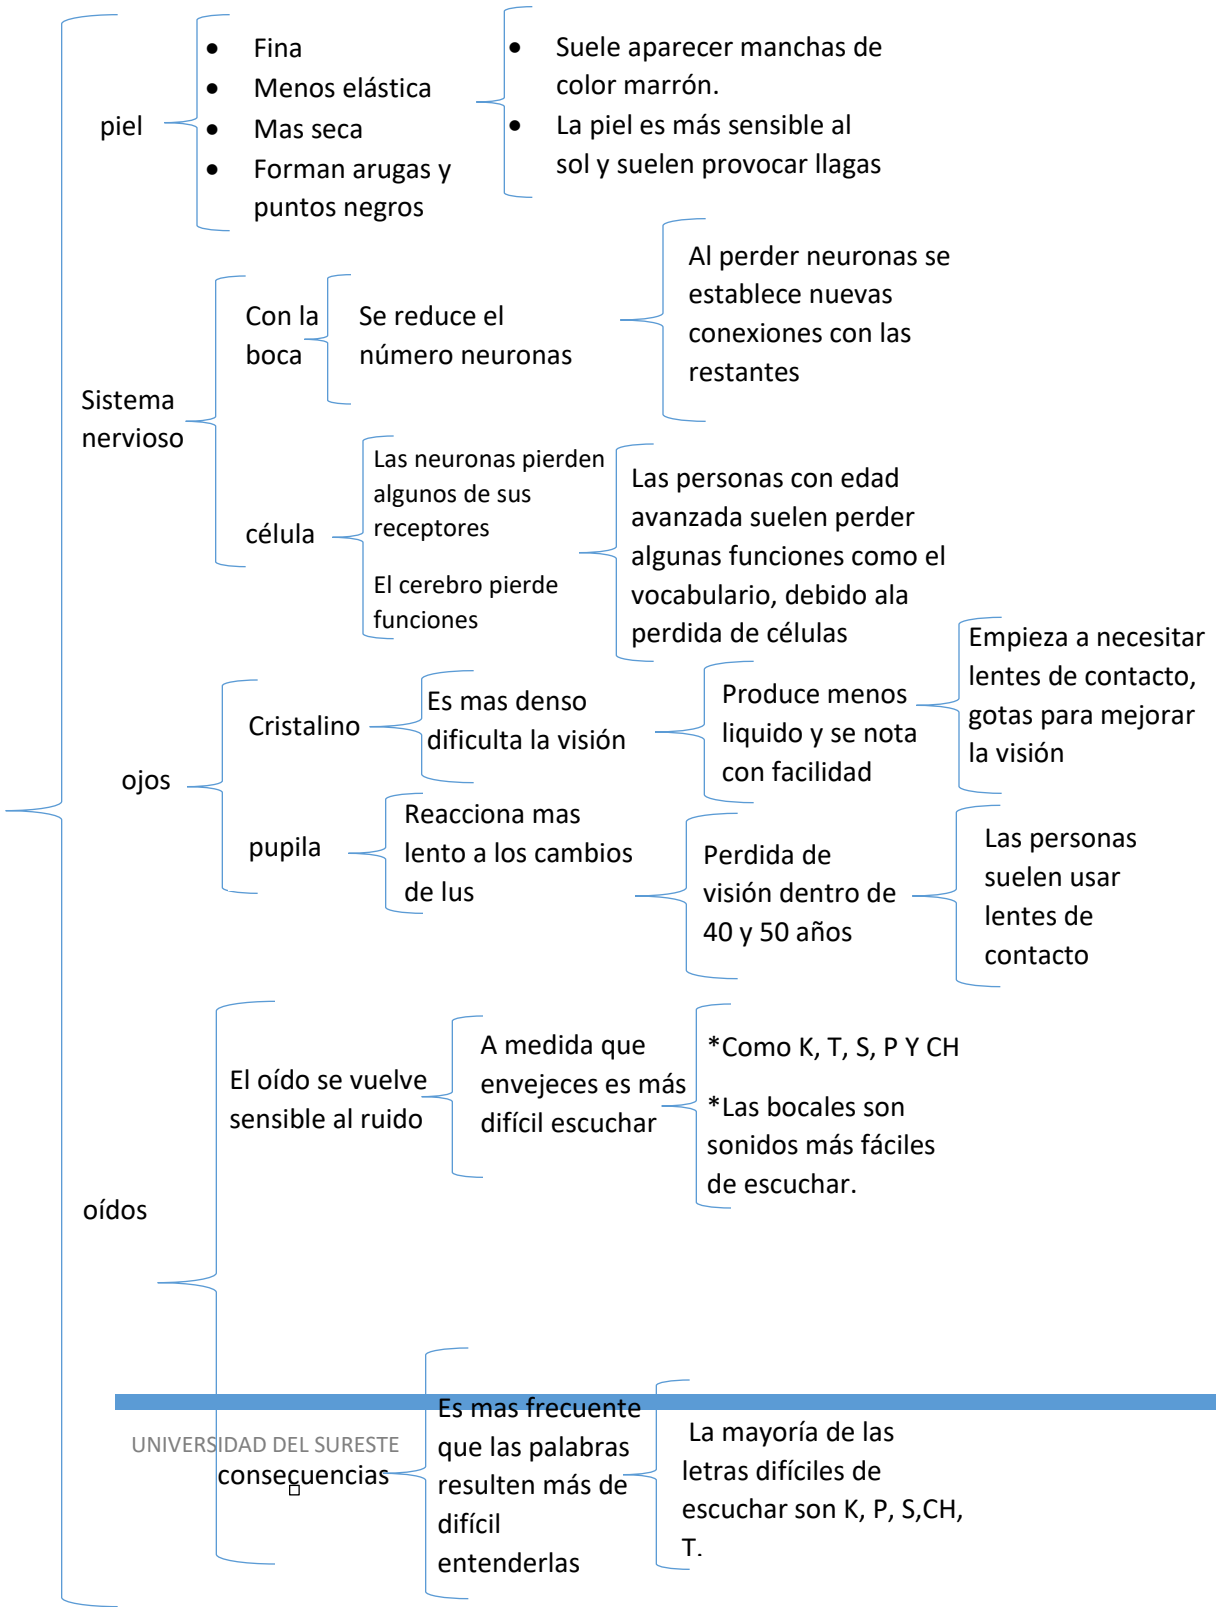 piel
• Fina
• Menos elástica
• Mas seca
• Forman arugas y
puntos negros
• Suele aparecer manchas de
color marrón.
• La piel es más sensible al
sol y suelen provocar llagas
Sistema
nervioso
Con la
boca
Se reduce el
número neuronas
Al perder neuronas se
establece nuevas
conexiones con las
restantes
célula
Las neuronas pierden
algunos de sus
receptores
El cerebro pierde
funciones
Las personas con edad
avanzada suelen perder
algunas funciones como el
vocabulario, debido ala
perdida de células
ojos
Cristalino
Es mas denso
dificulta la visión
Produce menos
liquido y se nota
con facilidad
Empieza a necesitar
lentes de contacto,
gotas para mejorar
la visión
pupila
Reacciona mas
lento a los cambios
de lus
Perdida de
visión dentro de
40 y 50 años
Las personas
suelen usar
lentes de
contacto
oídos
El oído se vuelve
sensible al ruido
A medida que
envejeces es más
difícil escuchar
*Como K, T, S, P Y CH
*Las bocales son
sonidos más fáciles
de escuchar.
UNIVERSIDAD DEL SURESTE
consecuencias
Es mas frecuente
que las palabras
resulten más de
difícil
entenderlas
La mayoría de las
letras difíciles de
escuchar son K, P, S,CH,
T.